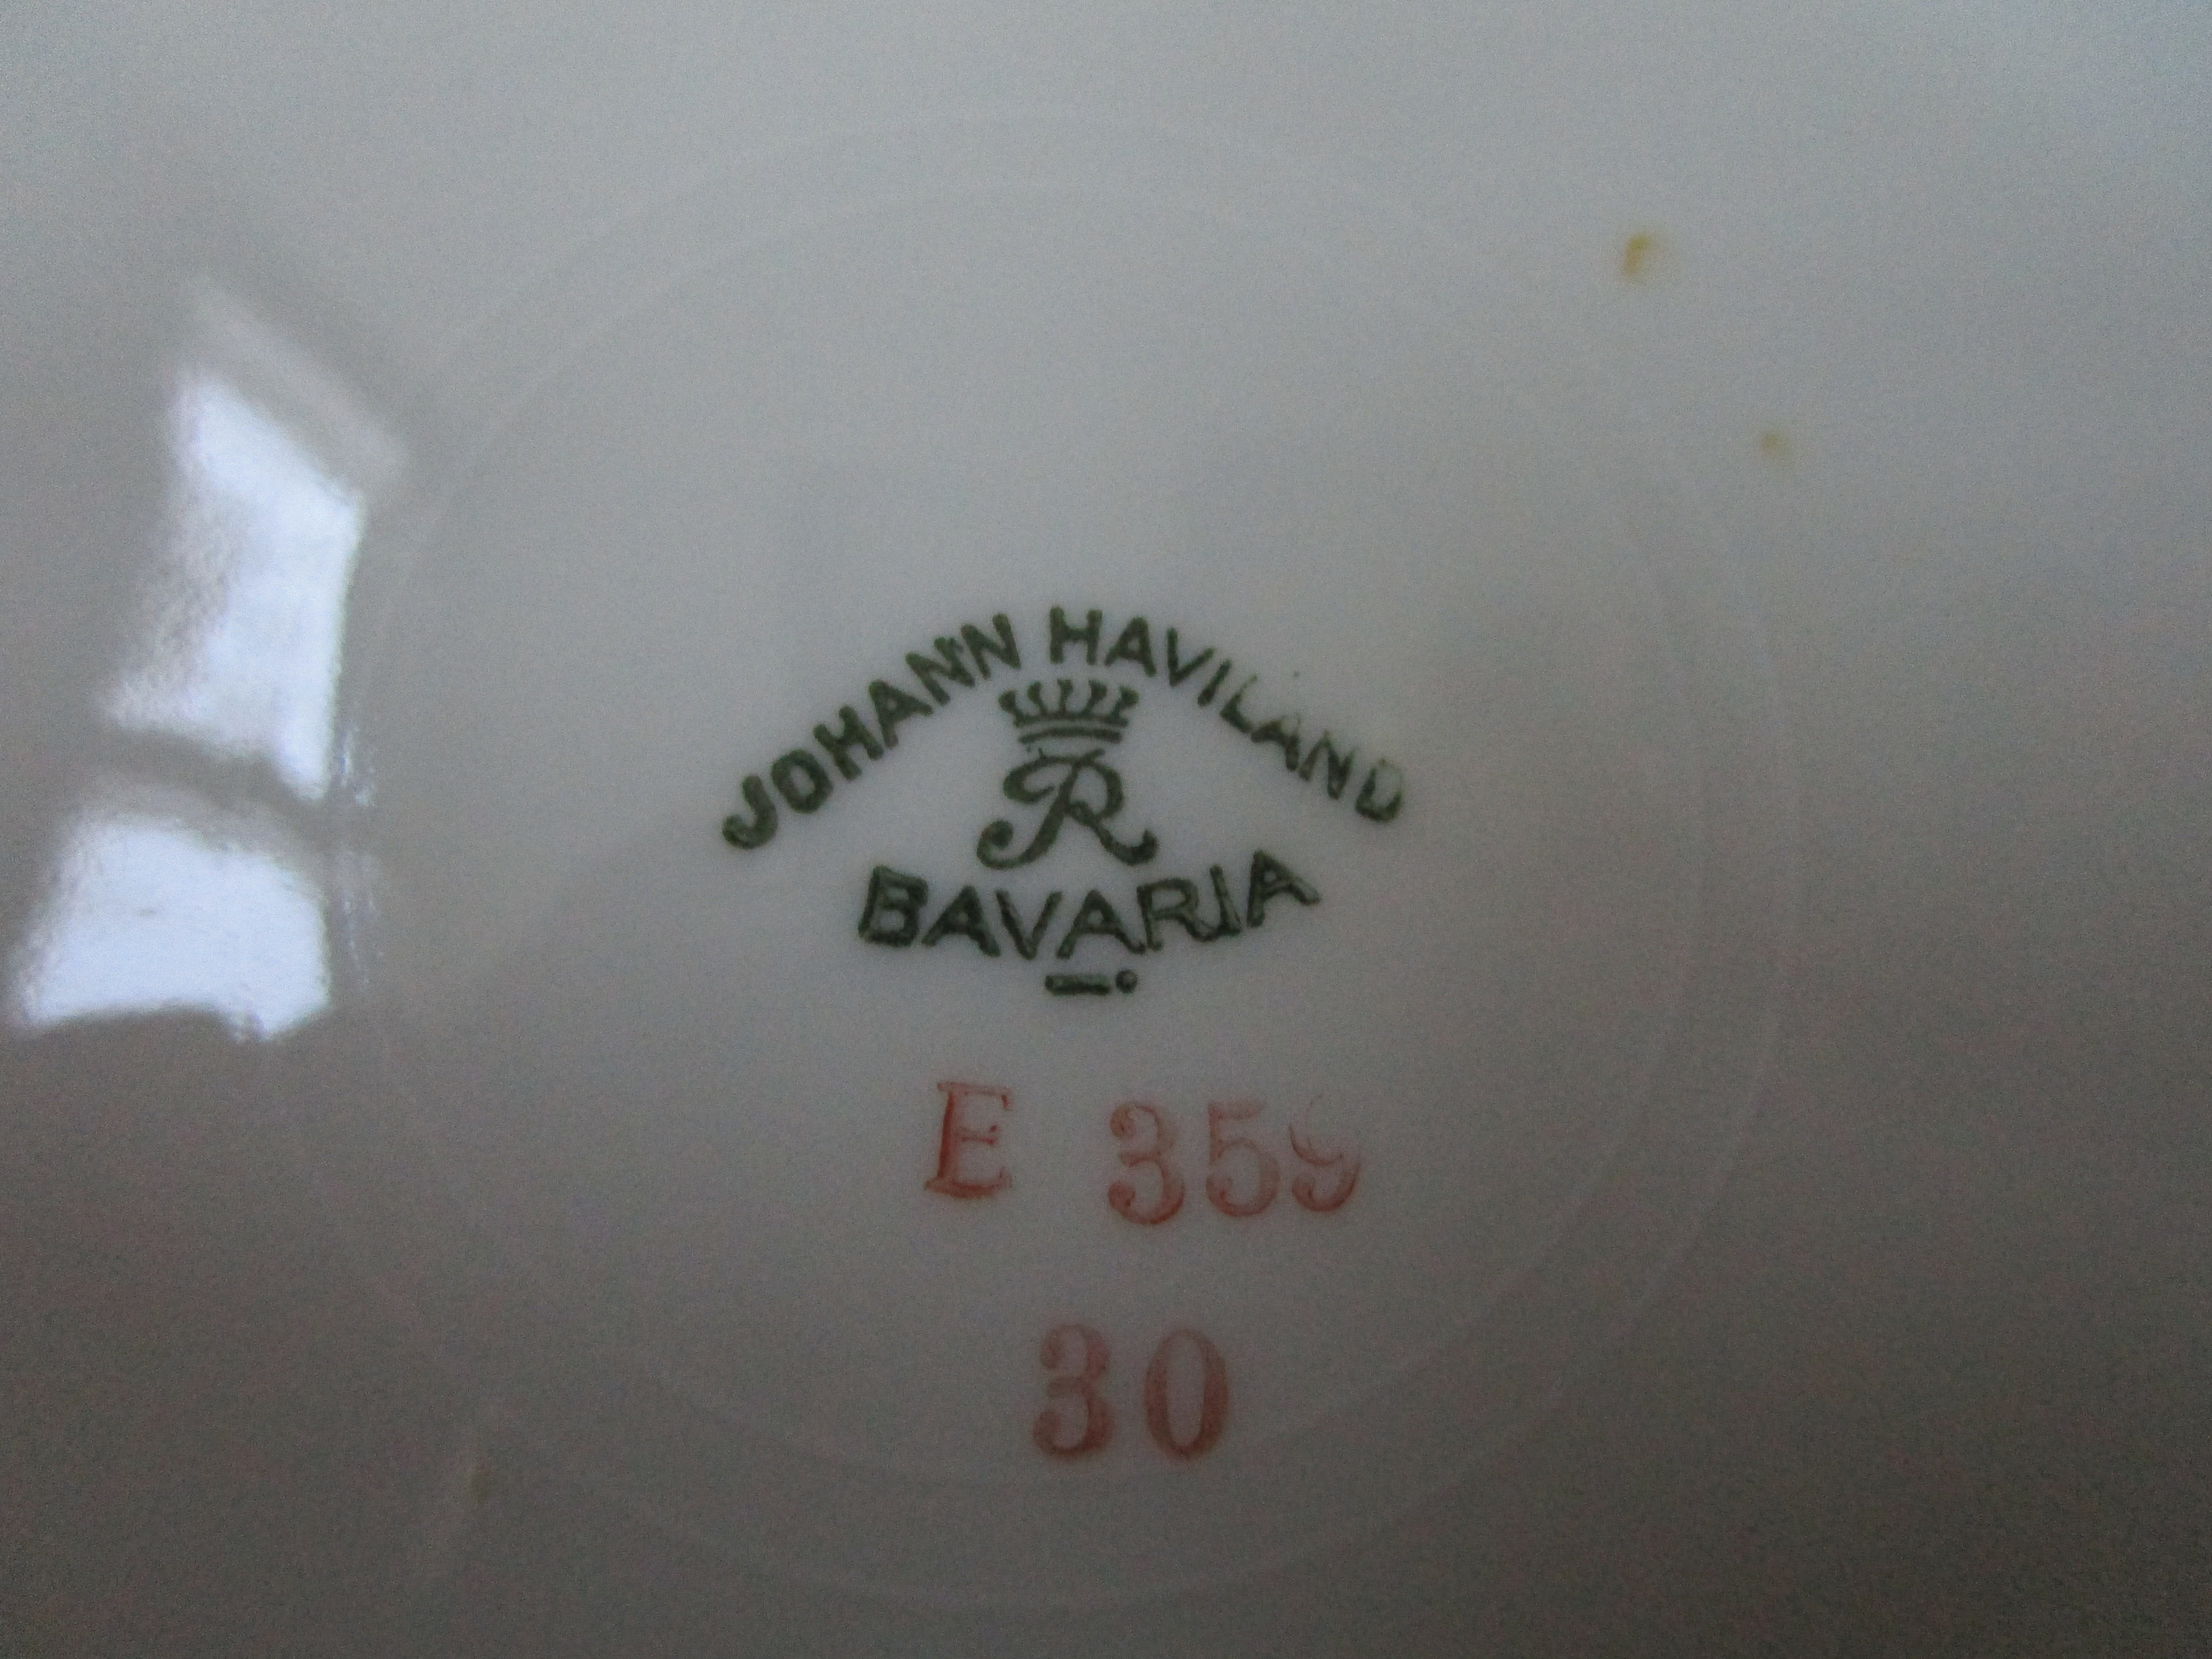 JOHANN HAVILAND
R
BAVARIA
E 359
30